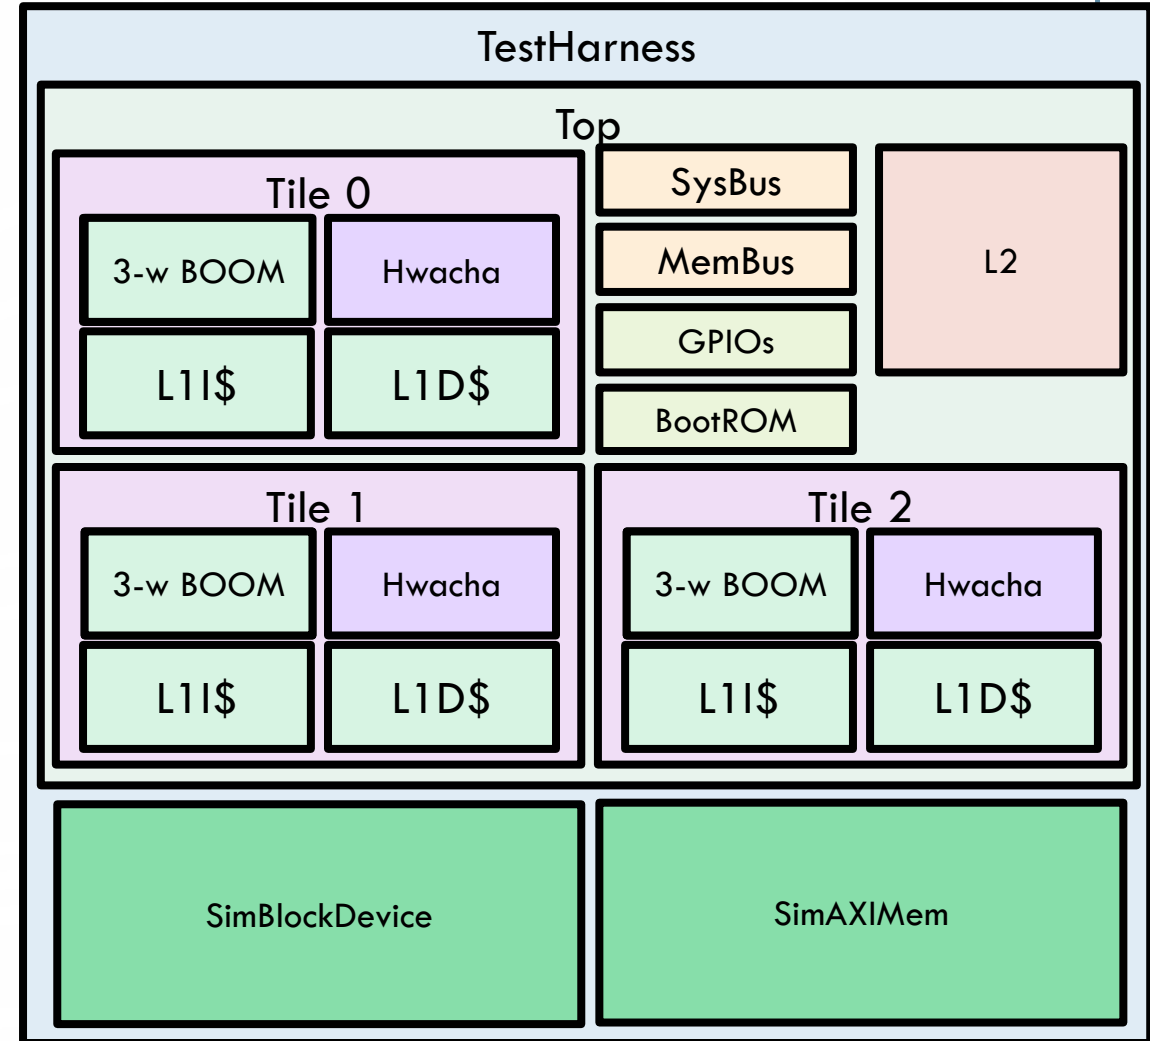 TestHarness
Top
Tile 0
3-w BOOM
Hwacha
L1I$
L1D$
SysBus
MemBus
GPIOs
BootROM
L2
Tile 1
3-w BOOM
Hwacha
L1I$
L1D$
Tile 2
3-w BOOM
Hwacha
L1I$
L1D$
SimBlockDevice
SimAXIMem